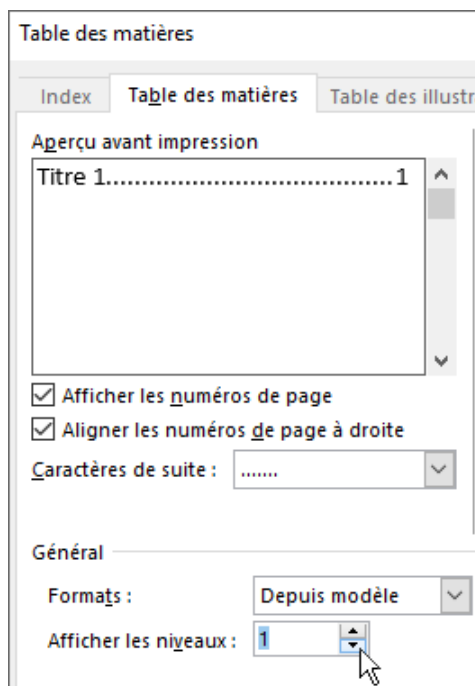 Table des matières
Index Table des matières Table des illustr
Aperçu avant impression
Titre 1.......................................1
Afficher les numéros de page
Aligner les numéros de page à droite
Caractères de suite : .......
Général
Formats : Depuis modèle
Afficher les niveaux : 1